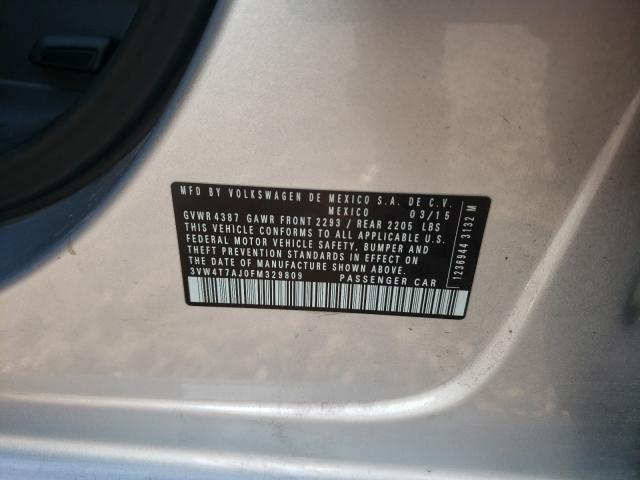 MFD BY VOLKSWAGEN DE MEXICO S.A. DE C.V.
MEXICO 03/15
GVWR 4387 GAWR FRONT 2293 / REAR 2205 LBS
THIS VEHICLE CONFORMS TO ALL APPLICABLE U.S.
FEDERAL MOTOR VEHICLE SAFETY, BUMPER AND
THEFT PREVENTION STANDARDS IN EFFECT ON
THE DATE OF MANUFACTURE SHOWN ABOVE.
3VW4T7AJ0FM329809 PASSENGER CAR
1236944 3132 M